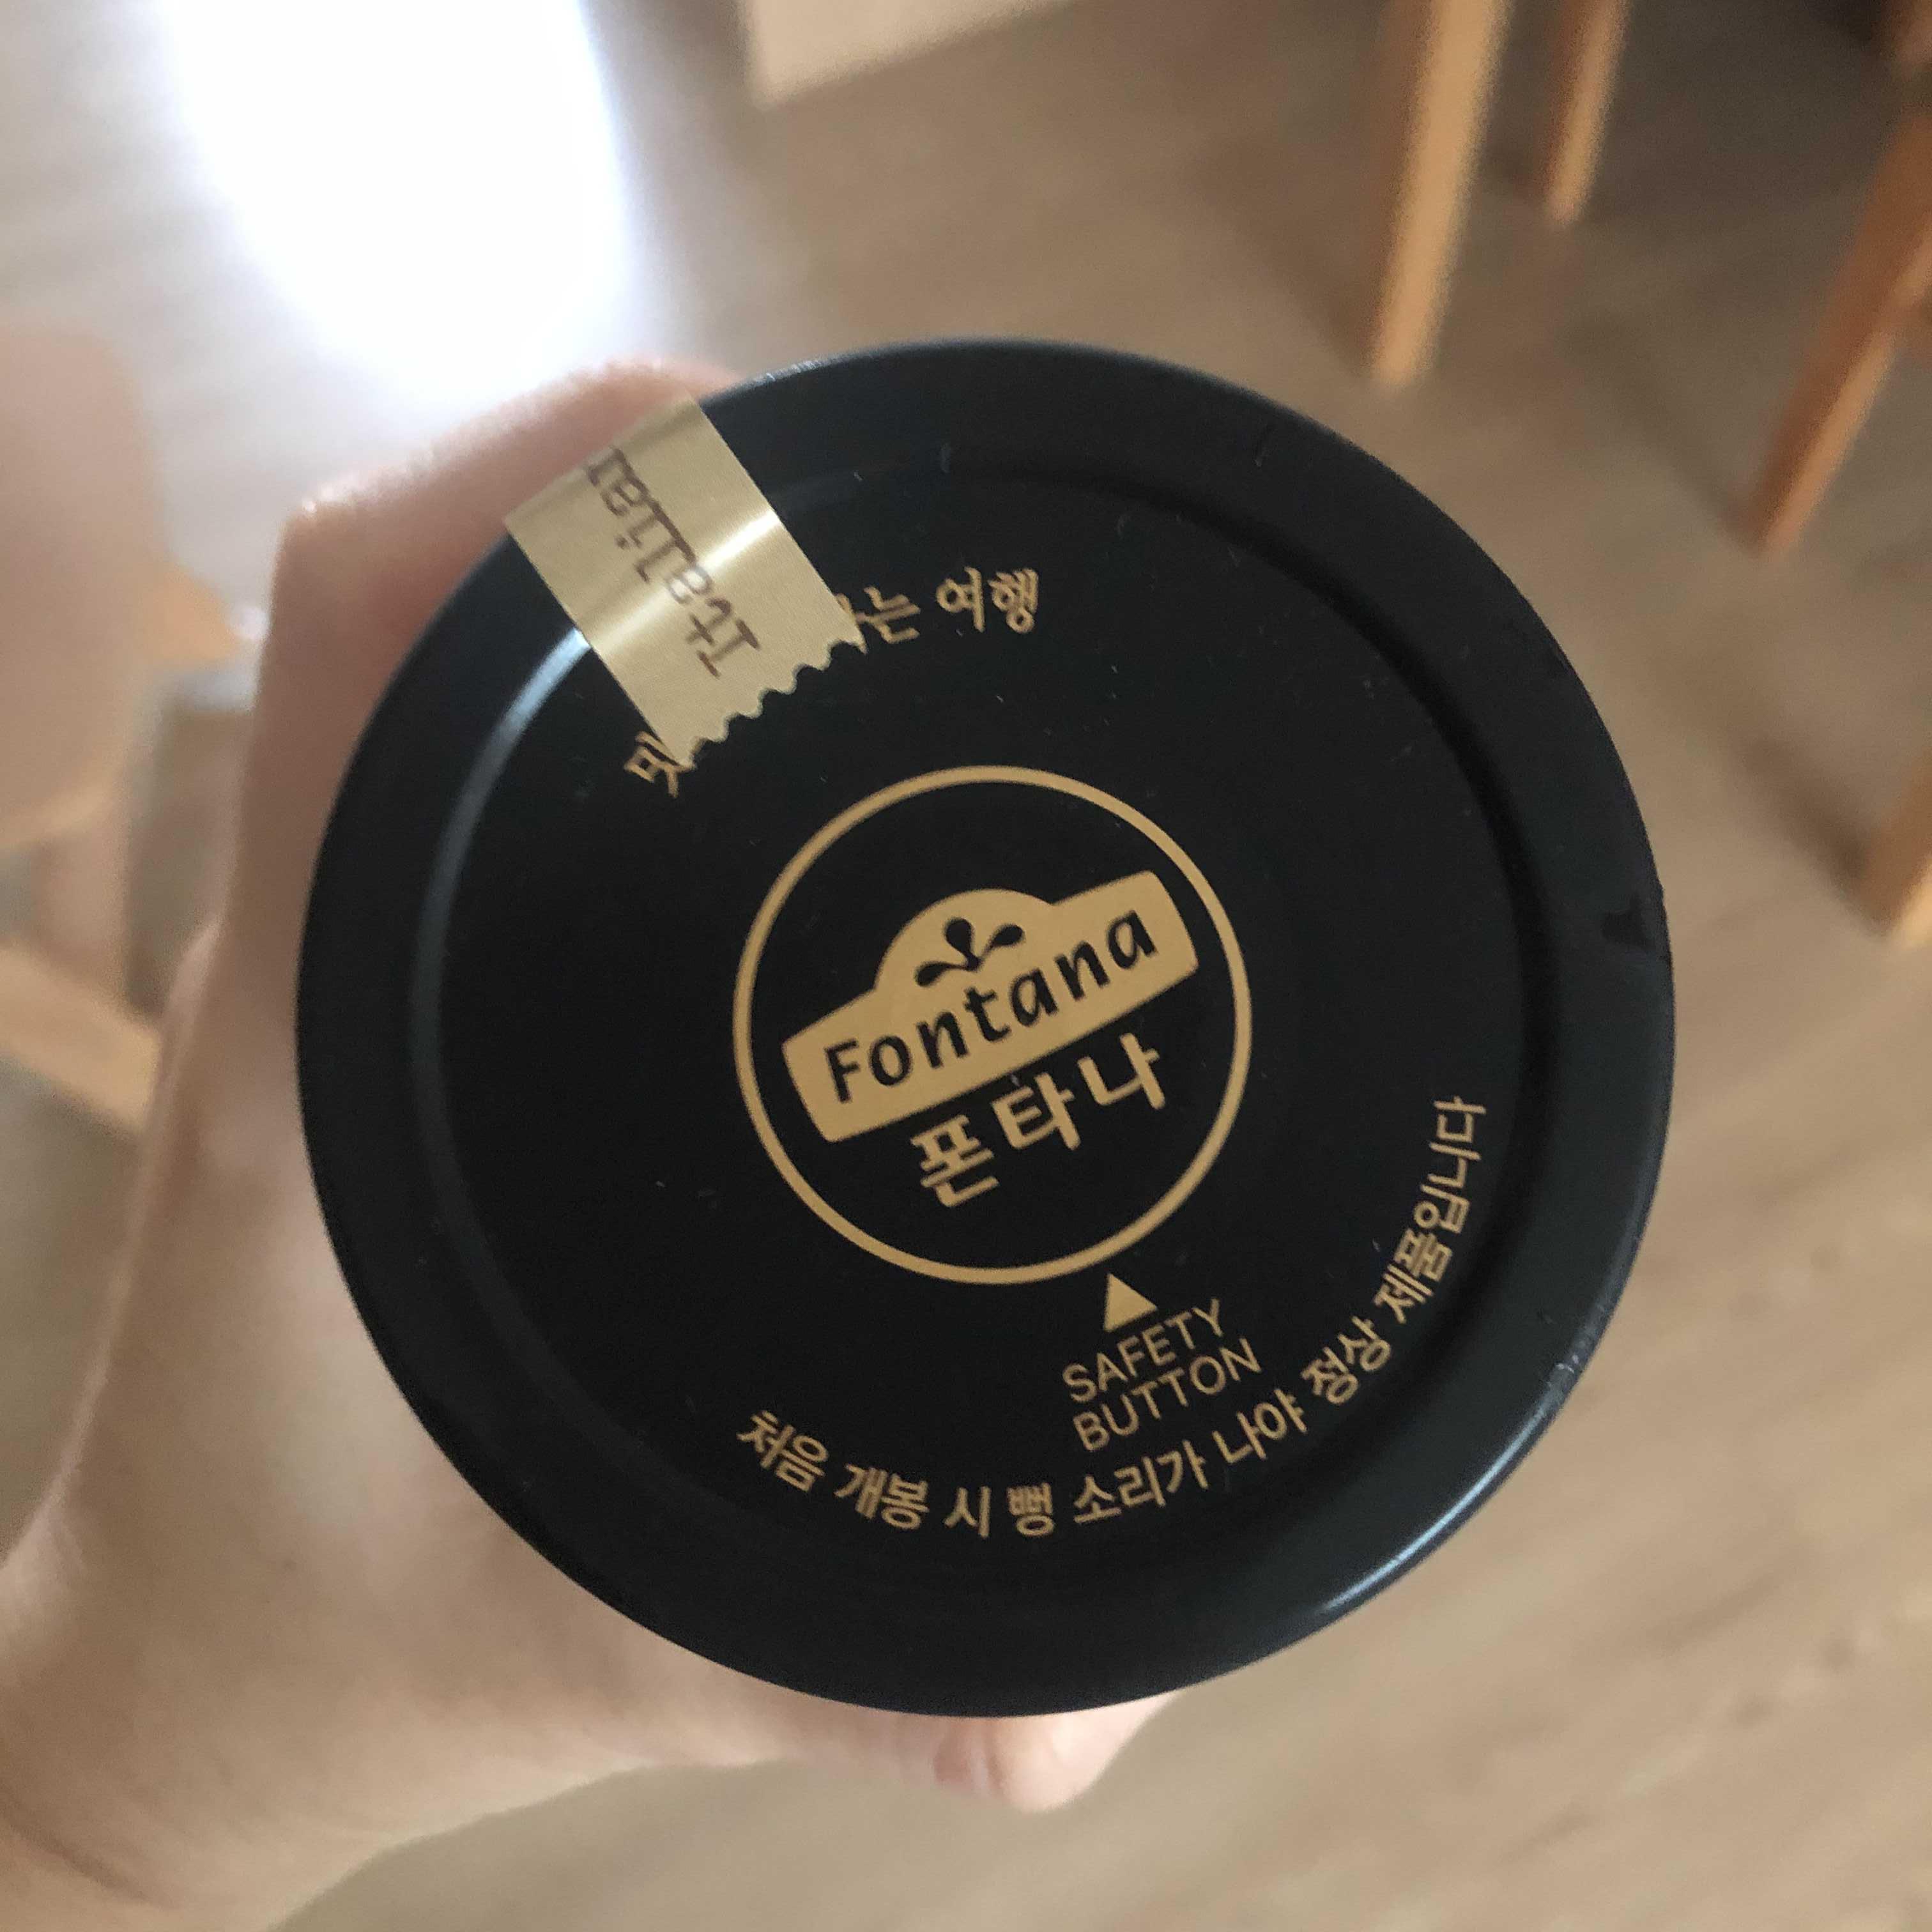 Italian
는 여행
Fontana
폰타나
SAFETY
BUTTON
처음 개봉 시 뻥 소리가 나야 정상 제품입니다